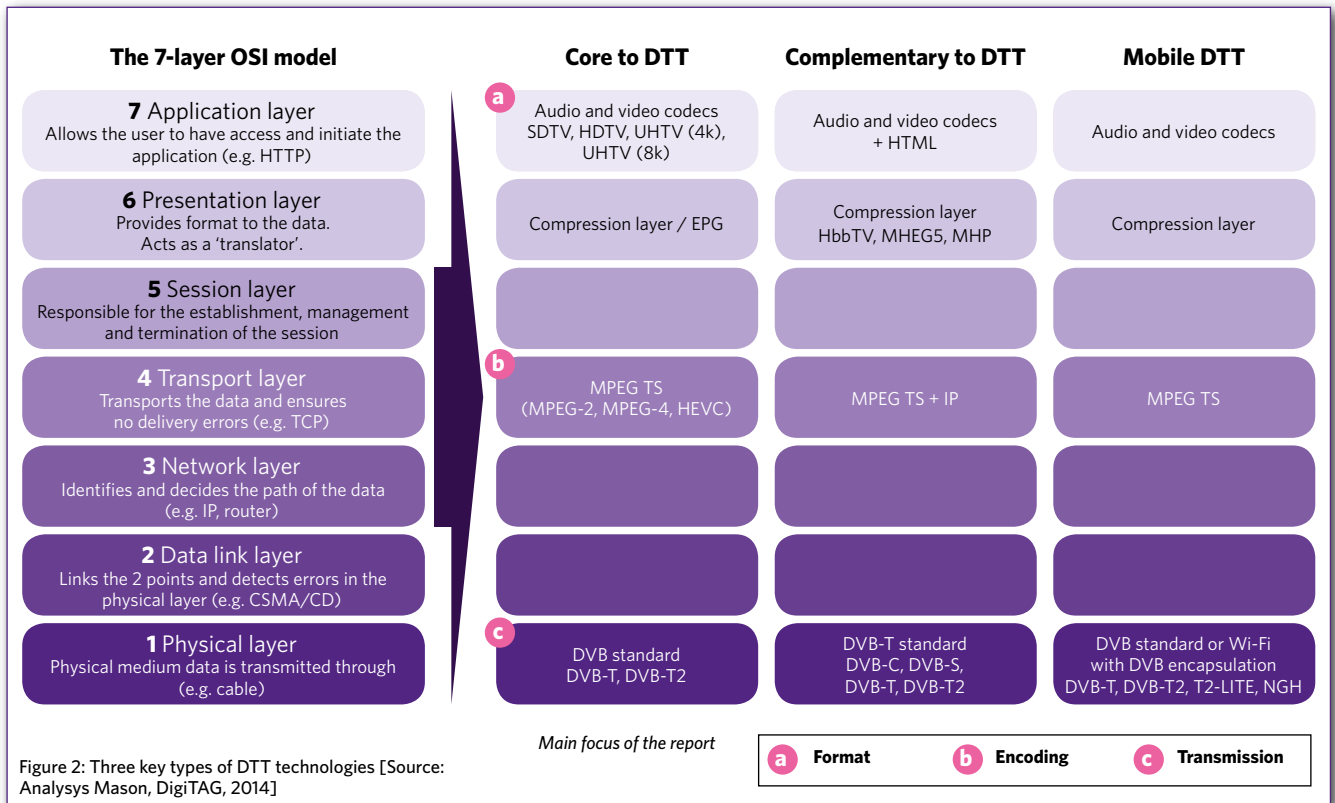 The 7-layer OSI model
Core to DTT
Complementary to DTT
Mobile DTT
7 Application layer
Allows the user to have access and initiate the
application (e.g. HTTP)
a
Audio and video codecs
SDTV, HDTV, UHTV (4k),
UHTV (8k)
Audio and video codecs
+ HTML
Audio and video codecs
6 Presentation layer
Provides format to the data.
Acts as a ‘translator’.
Compression layer / EPG
Compression layer
HbbTV, MHEG5, MHP
Compression layer
5 Session layer
Responsible for the establishment, management
and termination of the session
4 Transport layer
Transports the data and ensures
no delivery errors (e.g. TCP)
b
MPEG TS
(MPEG-2, MPEG-4, HEVC)
MPEG TS + IP
MPEG TS
3 Network layer
Identifies and decides the path of the data
(e.g. IP, router)
2 Data link layer
Links the 2 points and detects errors in the
physical layer (e.g. CSMA/CD)
1 Physical layer
Physical medium data is transmitted through
(e.g. cable)
c
DVB standard
DVB-T, DVB-T2
DVB-T standard
DVB-C, DVB-S,
DVB-T, DVB-T2
DVB standard or Wi-Fi
with DVB encapsulation
DVB-T, DVB-T2, T2-LITE, NGH
Main focus of the report
a Format
b Encoding
c Transmission
Figure 2: Three key types of DTT technologies [Source:
Analysys Mason, DigiTAG, 2014]